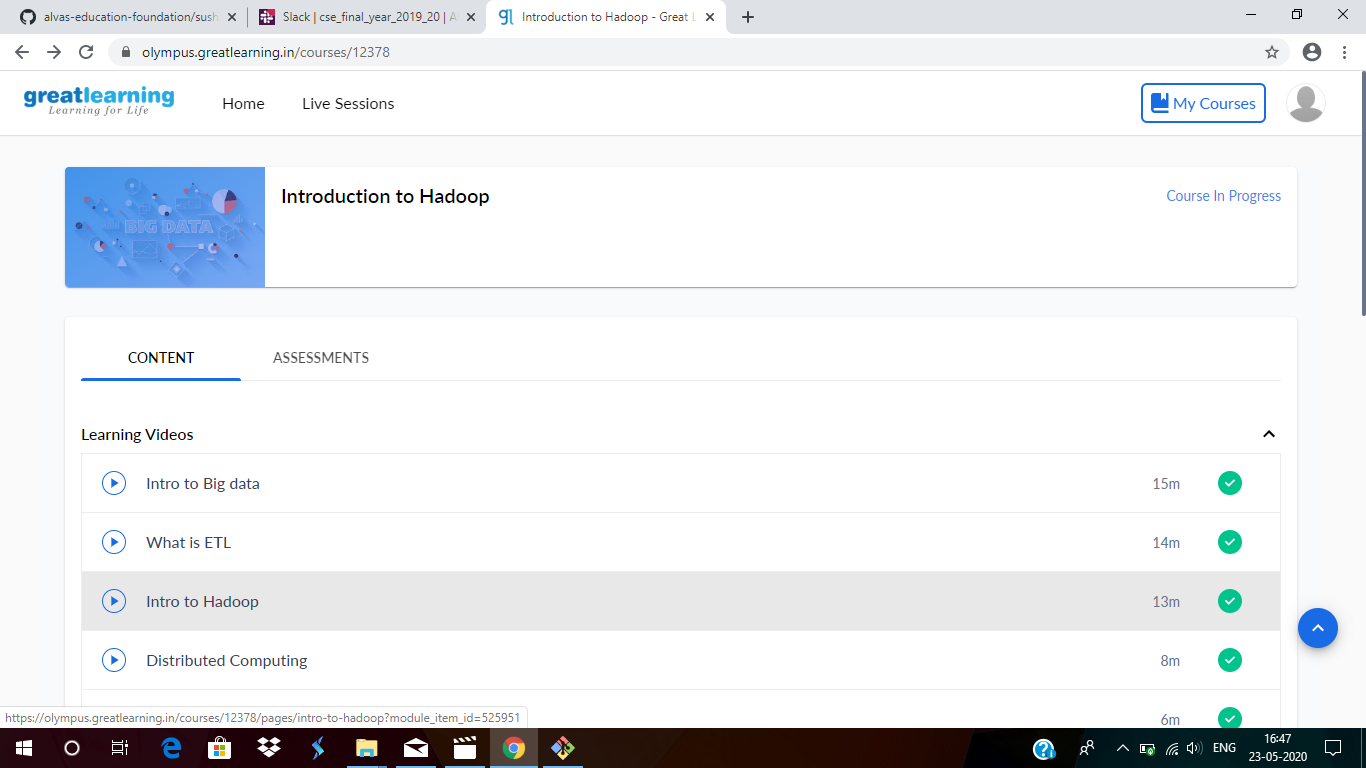 alvas-education-foundation/sush
Slack | cse_final_year_2019_20 | A
Introduction to Hadoop - Great L
olympus.greatlearning.in/courses/12378
greatlearning
Learning for Life
Home
Live Sessions
My Courses
BIG DATA
Introduction to Hadoop
Course In Progress
CONTENT
ASSESSMENTS
Learning Videos
Intro to Big data
15m
What is ETL
14m
Intro to Hadoop
13m
Distributed Computing
8m
6m
https://olympus.greatlearning.in/courses/12378/pages/intro-to-hadoop?module_item_id=525951
ENG
16:47
23-05-2020